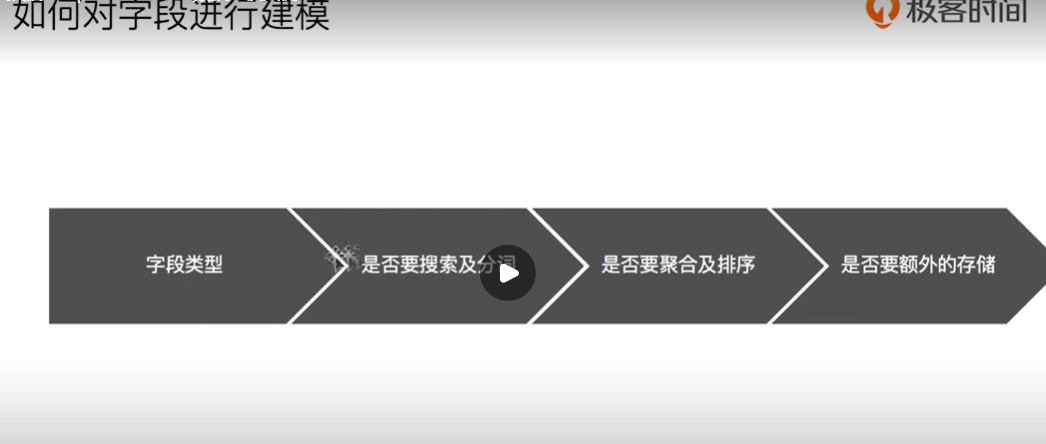 如何对字段进行建模
极客时间
字段类型
是否要搜索及分词
是否要聚合及排序
是否要额外的存储